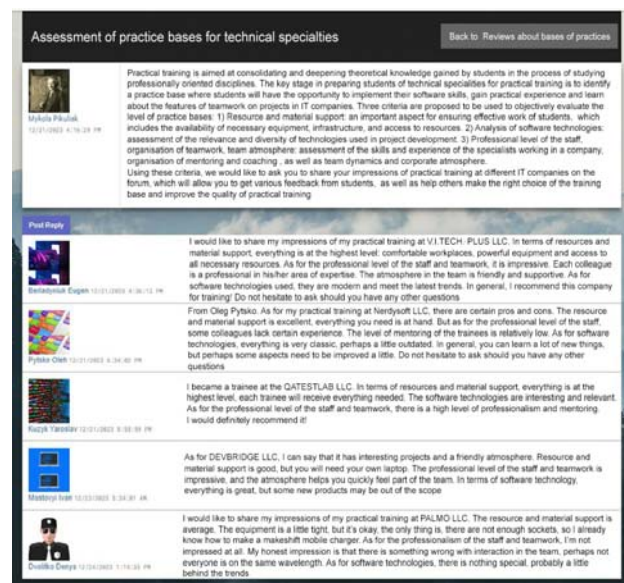 Assessment of practice bases for technical specialties
Back to Reviews about bases of practices
Practical training is aimed at consolidating and deepening theoretical knowledge gained by students in the process of studying
professionally oriented disciplines. The key stage in preparing students of technical specialties for practical training is to identify
a practice base where students will have the opportunity to implement their software skills, gain practical experience and learn
about the features of teamwork on projects in IT companies. Three criteria are proposed to be used to objectively evaluate the
level of practice bases: 1) Resource and material support: an important aspect for ensuring effective work of students, which
includes the availability of necessary equipment, infrastructure, and access to resources. 2) Analysis of software technologies:
assessment of the relevance and diversity of technologies used in project development. 3) Professional level of the staff,
organisation of teamwork, team atmosphere: assessment of the skills and experience of the specialists working in a company,
organisation of mentoring and coaching , as well as team dynamics and corporate atmosphere.
Using these criteria, we would like to ask you to share your impressions of practical training at different IT companies on the
forum, which will allow you to get various feedback from students, as well as help others make the right choice of the training
base and improve the quality of practical training
Mykola Pikuliak
12/21/2023 4:16:29 PM
Post Reply
I would like to share my impressions of my practical training at V.I.TECH. PLUS LLC. In terms of resources and
material support, everything is at the highest level: comfortable workplaces, powerful equipment and access to
all necessary resources. As for the professional level of the staff and teamwork, it is impressive. Each colleague
is a professional in his/her area of expertise. The atmosphere in the team is friendly and supportive. As for
software technologies used, they are modern and meet the latest trends. In general, I recommend this company
for training! Do not hesitate to ask should you have any other questions
Eugen 12/21/2023 4:36:12 PM
From Oleg Pytsko. As for my practical training at Nerdysoft LLC, there are certain pros and cons. The resource
and material support is excellent, everything you need is at hand. But as for the professional level of the staff,
some colleagues lack certain experience. The level of mentoring of the trainees is relatively low. As for software
technologies, everything is very classic, perhaps a little outdated. In general, you can learn a lot of new things,
but perhaps some aspects need to be improved a little. Do not hesitate to ask should you have any other
questions
Pytsko Oleh 12/21/2023
I became a trainee at the QATESTLAB LLC. In terms of resources and material support, everything is at the
highest level, each trainee will receive everything needed. The software technologies are interesting and relevant.
As for the professional level of the staff and teamwork, there is a high level of professionalism and mentoring.
I would definitely recommend it!
Kuzyk Yaroslav 12/21/2023
As for DEVBRIDGE LLC, I can say that it has interesting projects and a friendly atmosphere. Resource and
material support is good, but you will need your own laptop. The professional level of the staff and teamwork is
impressive, and the atmosphere helps you quickly feel part of the team. In terms of software technology,
everything is great, but some new products may be out of the scope
Ivan 12/23/2023
I would like to share my impressions of my practical training at PALMO LLC. The resource and material support is
average. The equipment is a little tight, but it's okay, the only thing is, there are not enough sockets, so I already
know how to make a makeshift mobile charger. As for the professionalism of the staff and teamwork, I'm not
impressed at all. My honest impression is that there is something wrong with interaction in the team, perhaps not
everyone is on the same wavelength. As for software technologies, there is nothing special, probably a little
behind the trends
Denys 12/24/2023